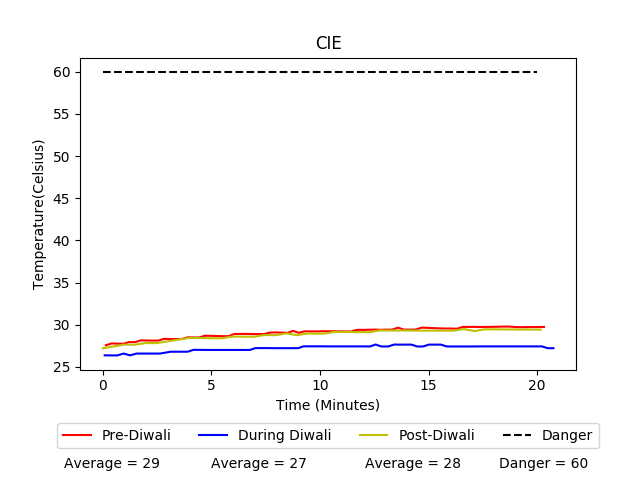 CIE
60
55
50
45
40
35
30
25
Temperature(Celsius)
0 5 10 15 20
Time (Minutes)
Pre-Diwali During Diwali Post-Diwali Danger
Average = 29 Average = 27 Average = 28 Danger = 60